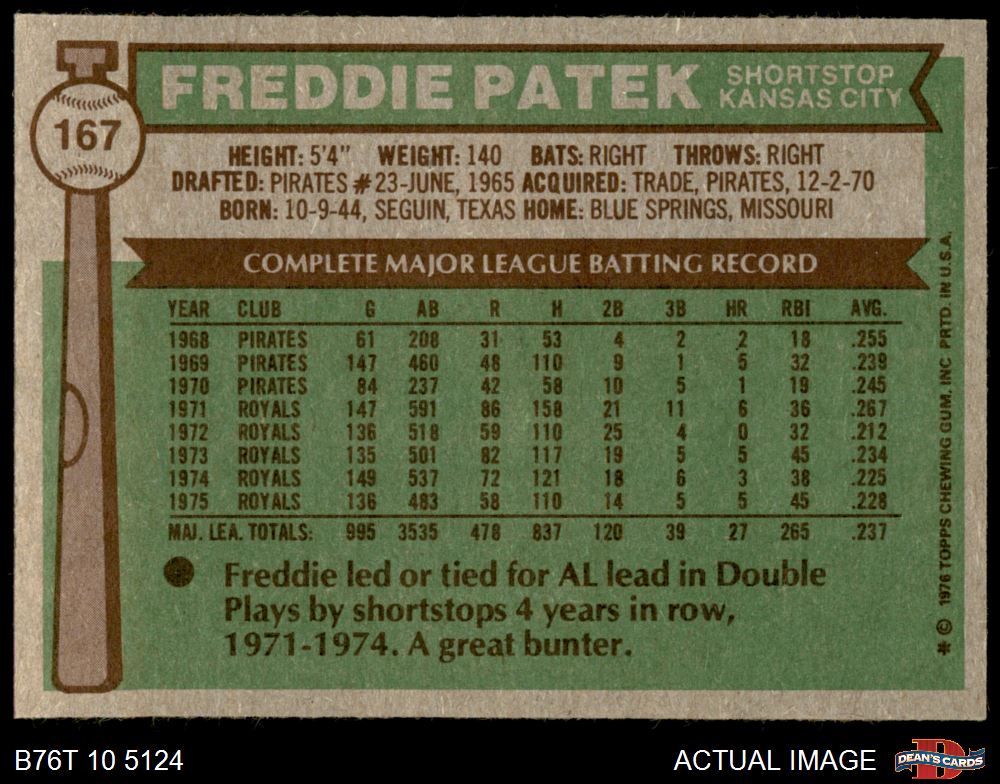 167
FREDDIE PATEK
SHORTSTOP
KANSAS CITY
HEIGHT: 5'4" WEIGHT: 140 BATS: RIGHT THROWS: RIGHT
DRAFTED: PIRATES #23-JUNE, 1965 ACQUIRED: TRADE, PIRATES, 12-2-70
BORN: 10-9-44, SEGUIN, TEXAS HOME: BLUE SPRINGS, MISSOURI
COMPLETE MAJOR LEAGUE BATTING RECORD
YEAR CLUB G AB R H 2B 3B HR RBI AVG.
1968 PIRATES 61 208 31 53 4 2 2 18 .255
1969 PIRATES 147 460 48 110 9 1 5 32 .239
1970 PIRATES 84 237 42 58 10 5 1 19 .245
1971 ROYALS 147 591 86 158 21 11 6 36 .267
1972 ROYALS 136 518 59 110 25 4 0 32 .212
1973 ROYALS 135 501 82 117 19 5 5 45 .234
1974 ROYALS 149 537 72 121 18 6 3 38 .225
1975 ROYALS 136 483 58 110 14 5 5 45 .228
MAJ. LEA. TOTALS: 995 3535 478 837 120 39 27 265 .237
● Freddie led or tied for AL lead in Double
Plays by shortstops 4 years in row,
1971-1974. A great bunter.
* © 1976 TOPPS CHEWING GUM, INC PRTD. IN U.S.A.
B76T 10 5124
ACTUAL IMAGE
D
DEAN'S CARDS